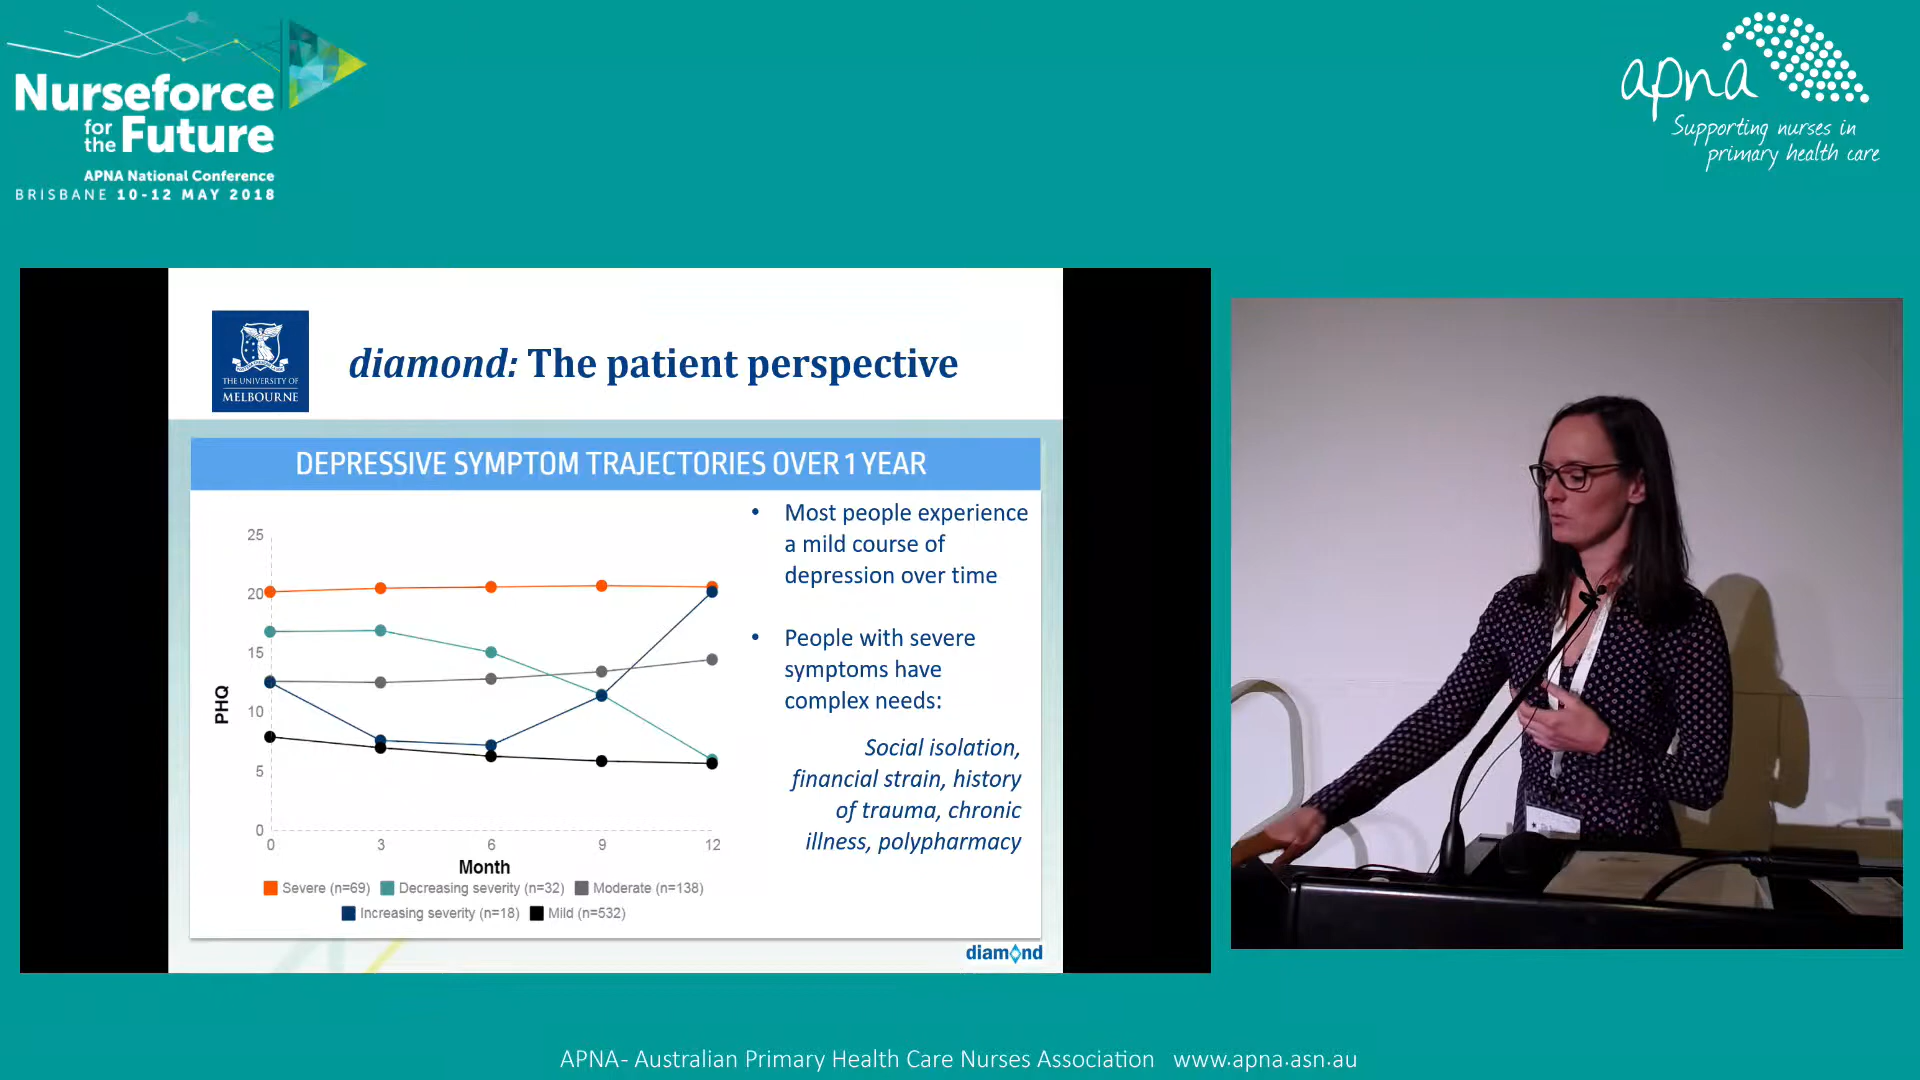 Nurseforce
for the Future
APNA National Conference
BRISBANE 10-12 MAY 2018
apna
Supporting nurses in
primary health care
THE UNIVERSITY OF
MELBOURNE
diamond: The patient perspective
DEPRESSIVE SYMPTOM TRAJECTORIES OVER 1 YEAR
25
20
15
10
5
0
PHQ
0 3 6 9 12
Month
Severe (n=69) Decreasing severity (n=32) Moderate (n=138)
Increasing severity (n=18) Mild (n=532)
• Most people experience
a mild course of
depression over time
• People with severe
symptoms have
complex needs:
Social isolation,
financial strain, history
of trauma, chronic
illness, polypharmacy
diamond
APNA- Australian Primary Health Care Nurses Association www.apna.asn.au